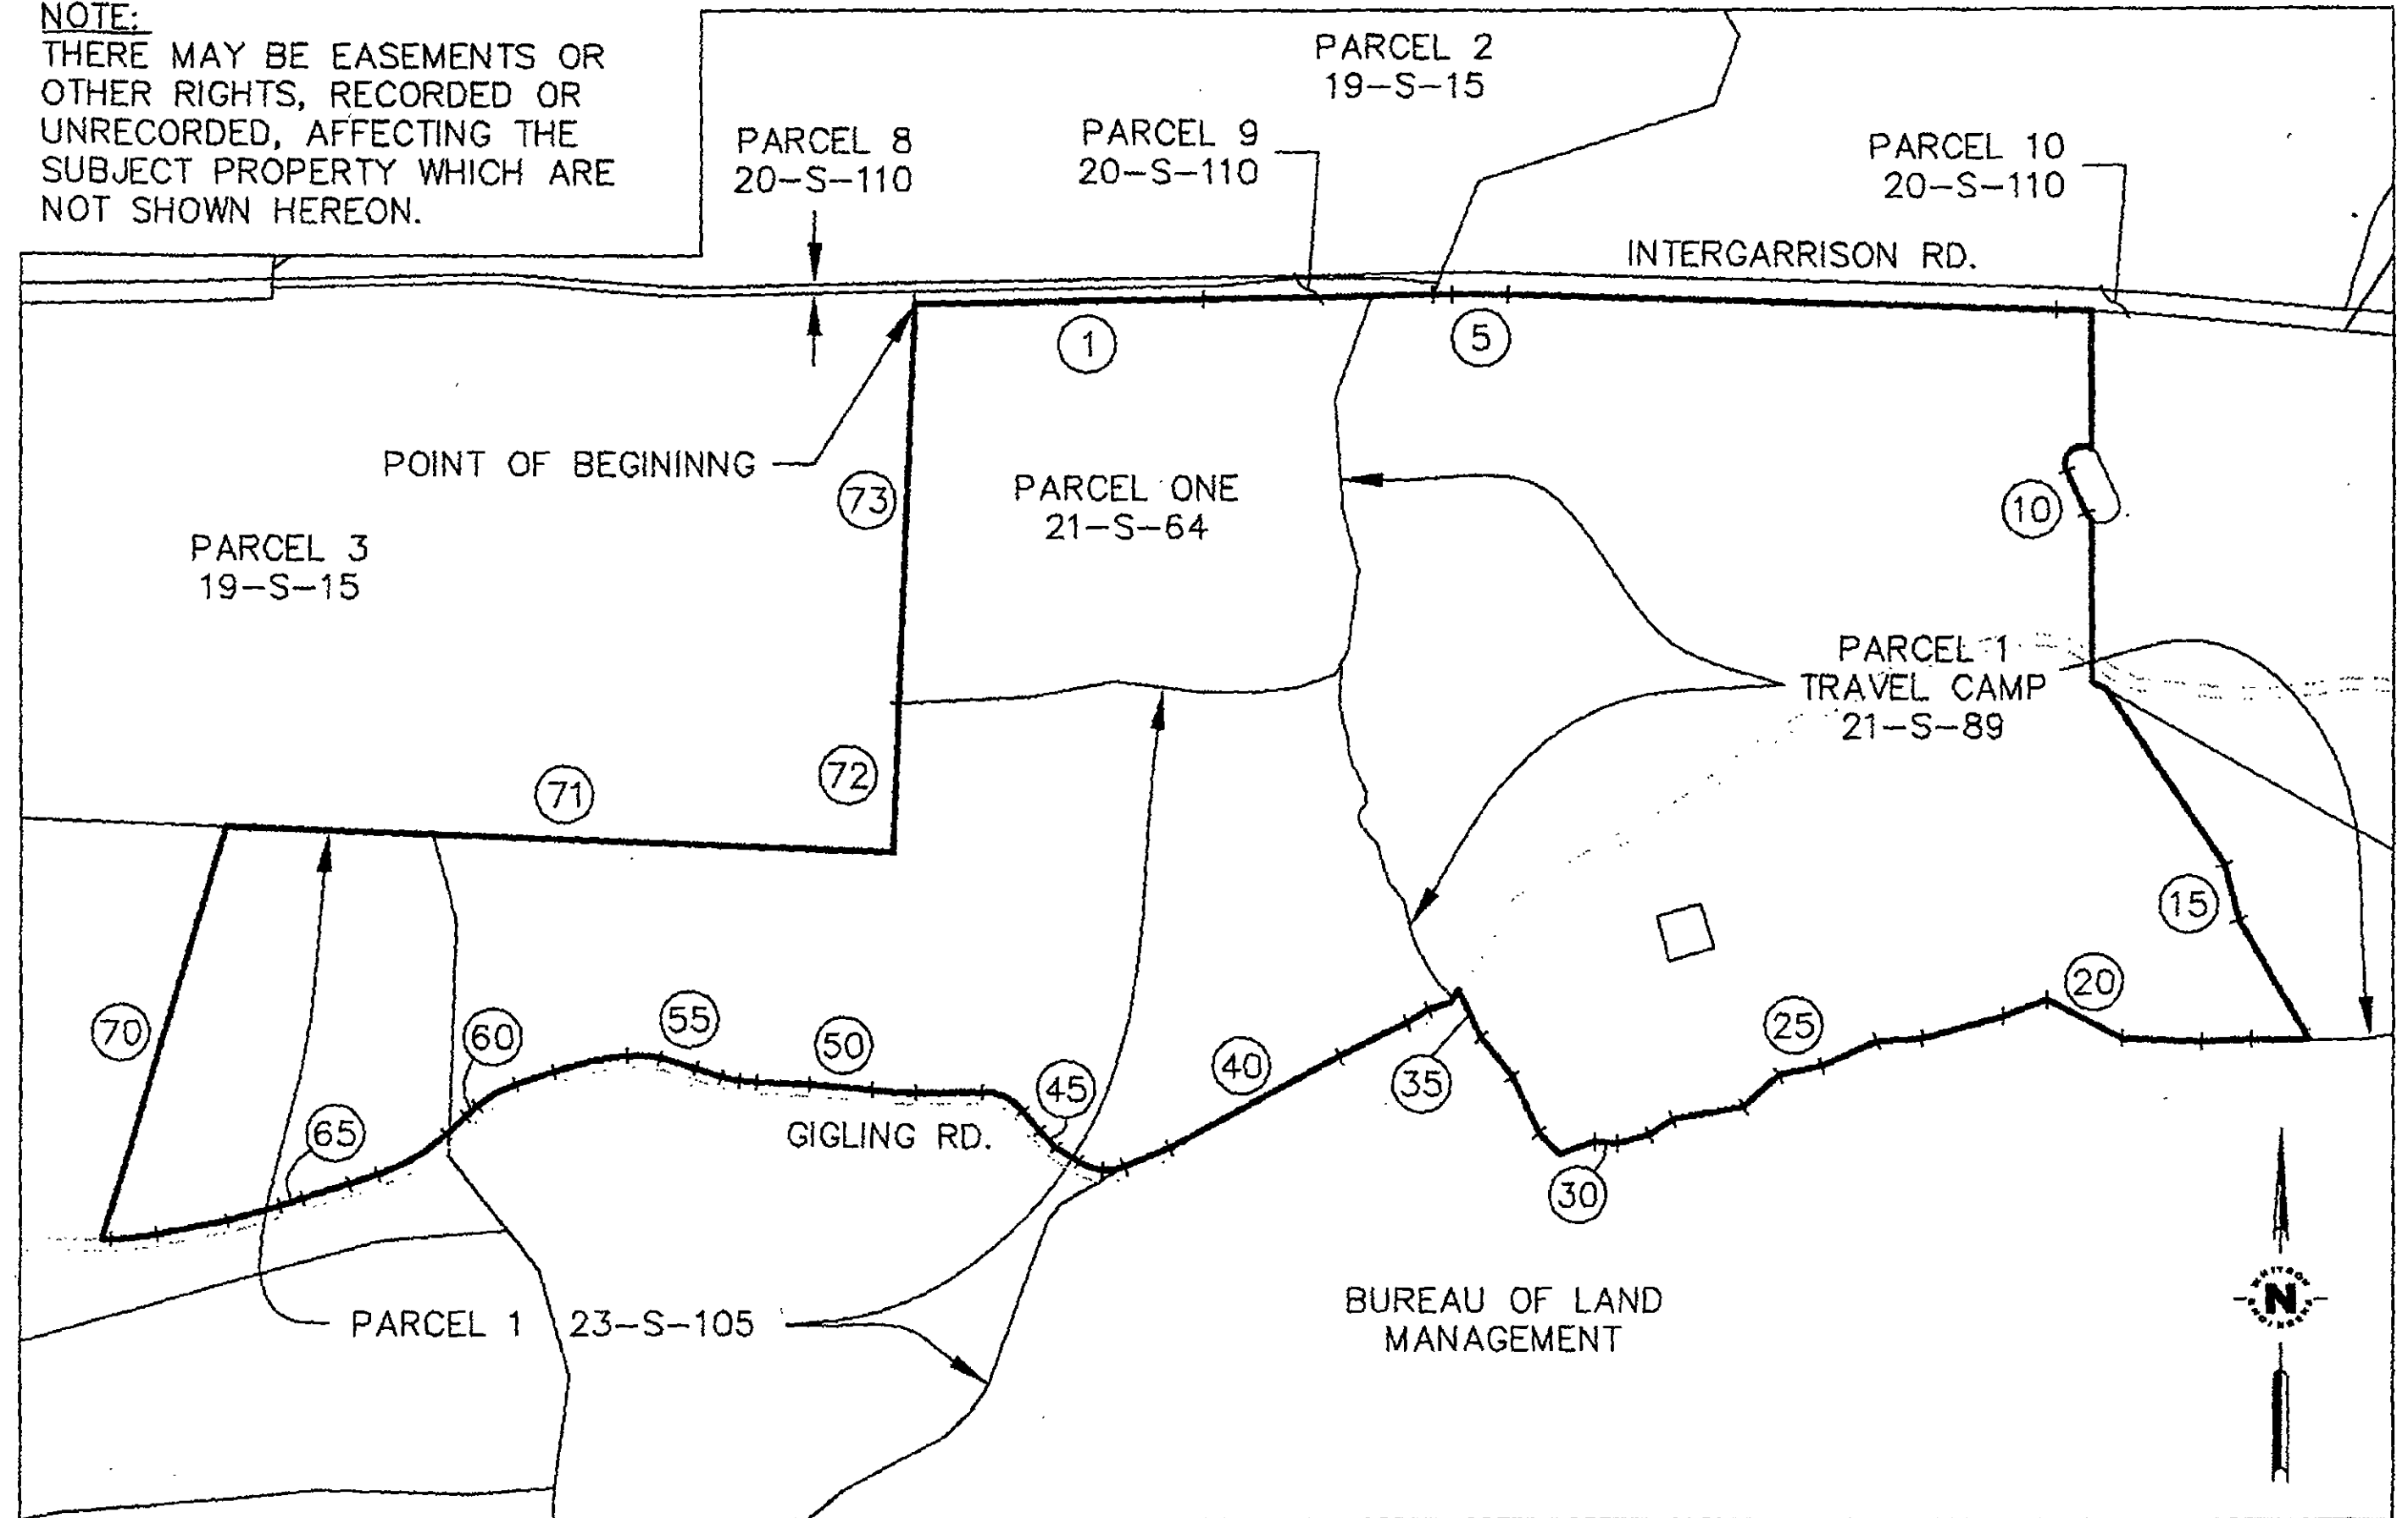 NOTE:
THERE MAY BE EASEMENTS OR
OTHER RIGHTS, RECORDED OR
UNRECORDED, AFFECTING THE
SUBJECT PROPERTY WHICH ARE
NOT SHOWN HEREON.
PARCEL 2
19-S-15
PARCEL 8
20-S-110
PARCEL 9
20-S-110
PARCEL 10
20-S-110
INTERGARRISON RD.
1
5
POINT OF BEGININNG
73
PARCEL ONE
21-S-64
10
PARCEL 3
19-S-15
PARCEL 1
TRAVEL CAMP
21-S-89
72
71
15
20
70
60
55
50
25
45
40
35
65
GIGLING RD.
30
PARCEL 1 23-S-105
BUREAU OF LAND
MANAGEMENT
WHITSON
N
ENGINEERS